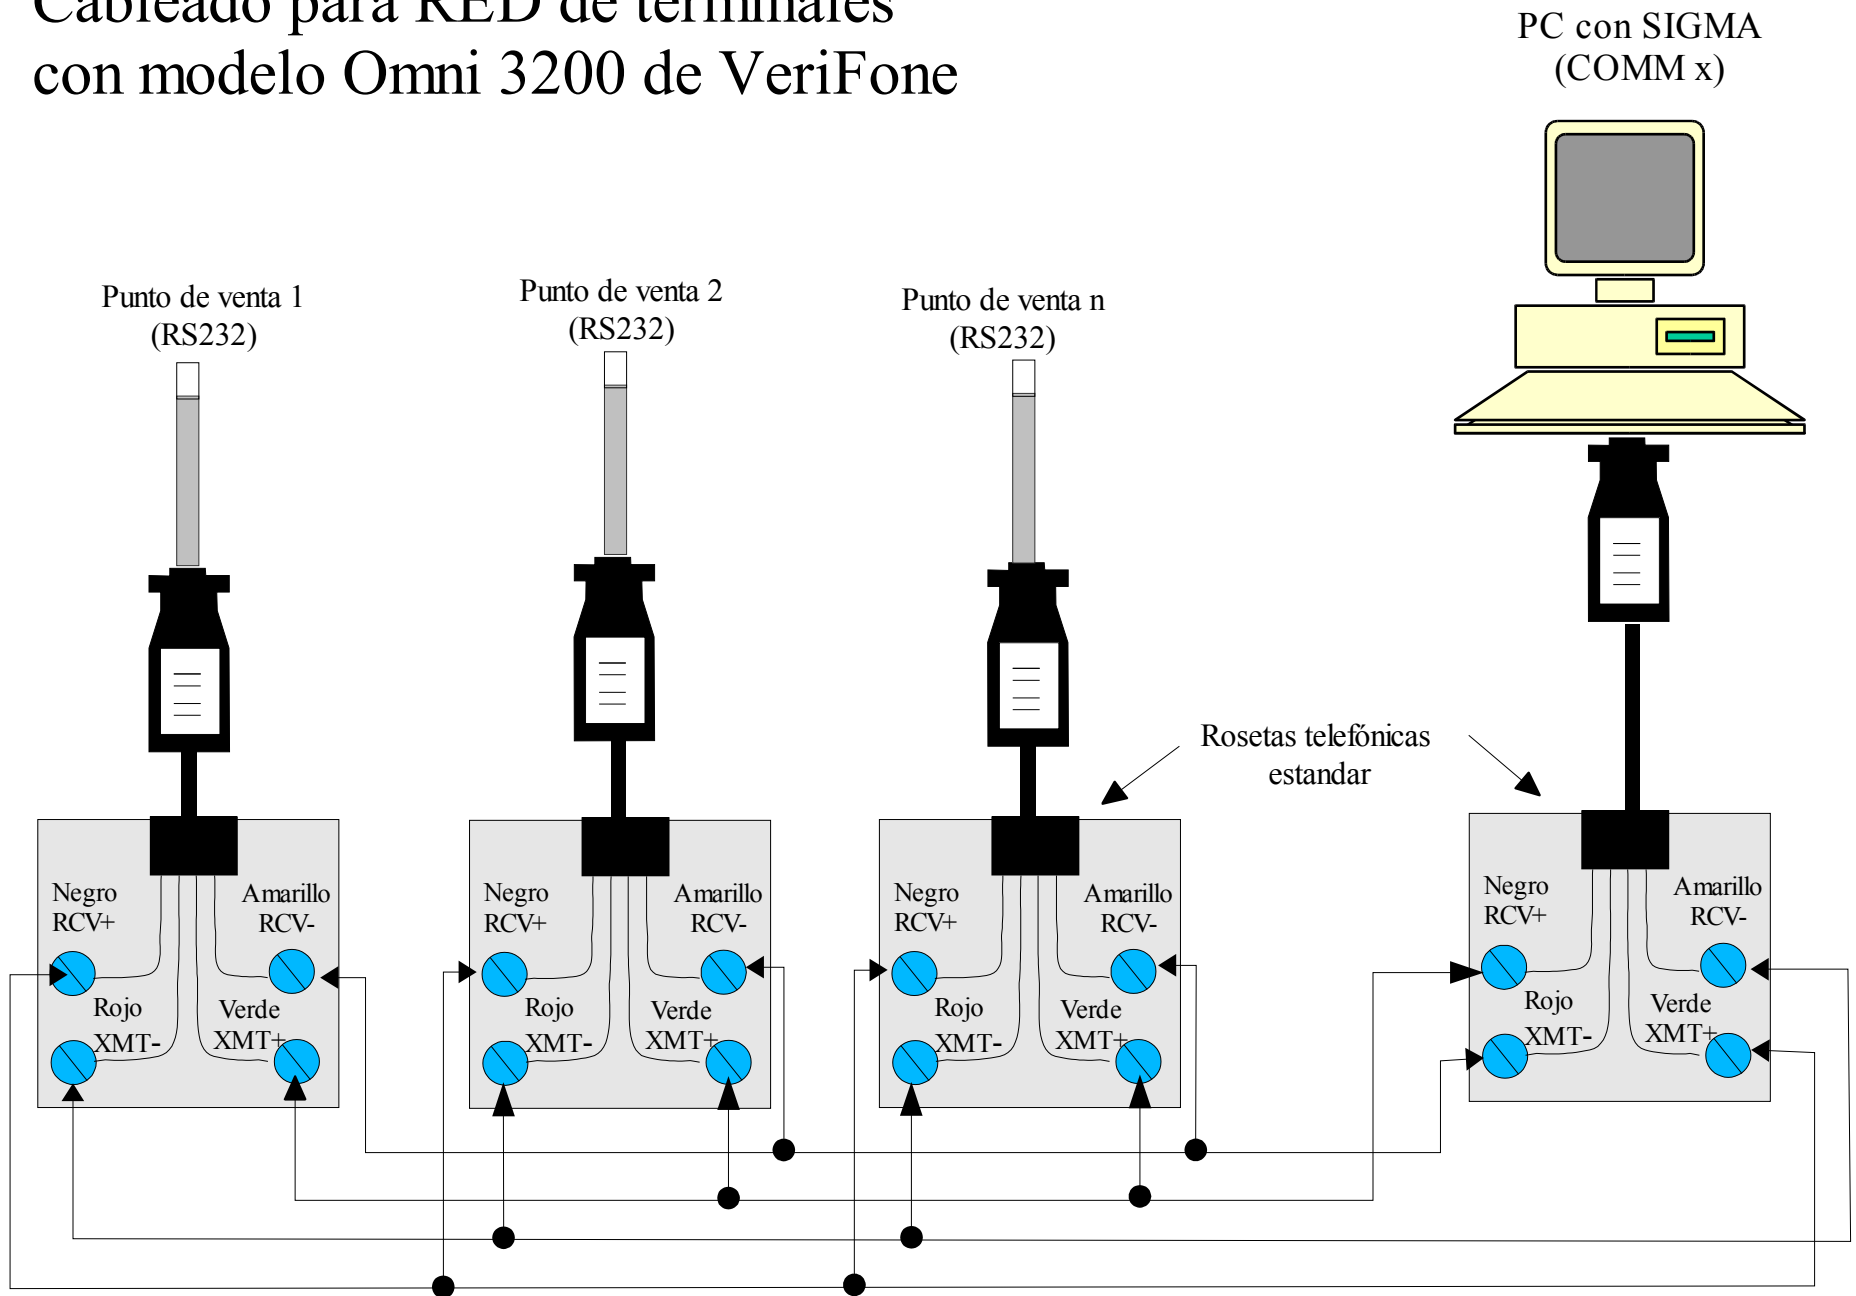 Cableado para RED de terminales
con modelo Omni 3200 de VeriFone
PC con SIGMA
(COMM x)
Punto de venta 1
(RS232)
Punto de venta 2
(RS232)
Punto de venta n
(RS232)
Rosetas telefónicas
estandar
Negro
RCV+
Amarillo
RCV-
Rojo
XMT-
Verde
XMT+
Negro
RCV+
Amarillo
RCV-
Rojo
XMT-
Verde
XMT+
Negro
RCV+
Amarillo
RCV-
Rojo
XMT-
Verde
XMT+
Negro
RCV+
Amarillo
RCV-
Rojo
XMT-
Verde
XMT+